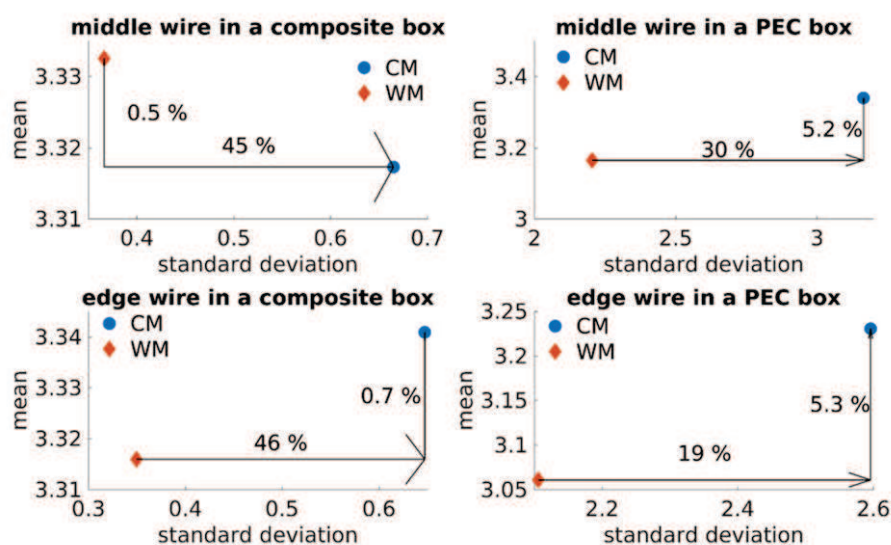 middle wire in a composite box
mean
3.33
3.32
3.31
0.5 %
45 %
CM
WM
0.4
0.5
0.6
0.7
standard deviation
middle wire in a PEC box
mean
3.4
3.2
3
CM
WM
5.2 %
30 %
2
2.5
3
standard deviation
edge wire in a composite box
mean
3.34
3.33
3.32
3.31
CM
WM
0.7 %
46 %
0.3
0.4
0.5
0.6
standard deviation
edge wire in a PEC box
mean
3.25
3.2
3.15
3.1
3.05
CM
WM
5.3 %
19 %
2.2
2.4
2.6
standard deviation